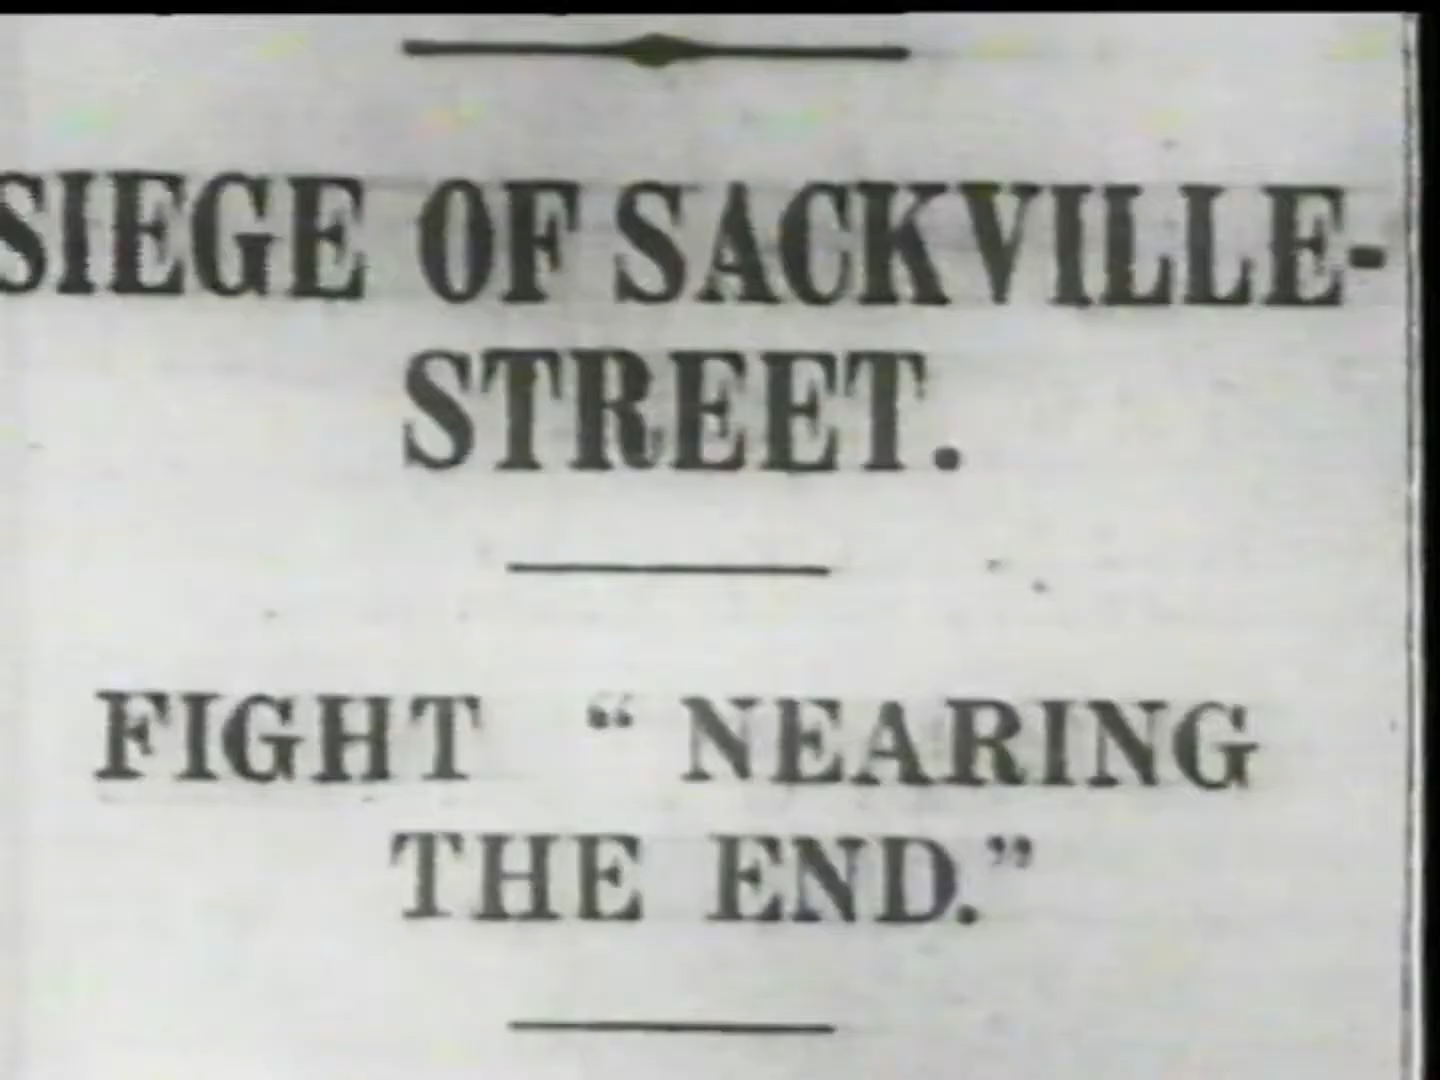 SIEGE OF SACKVILLE-
STREET.
FIGHT “ NEARING
THE END.”